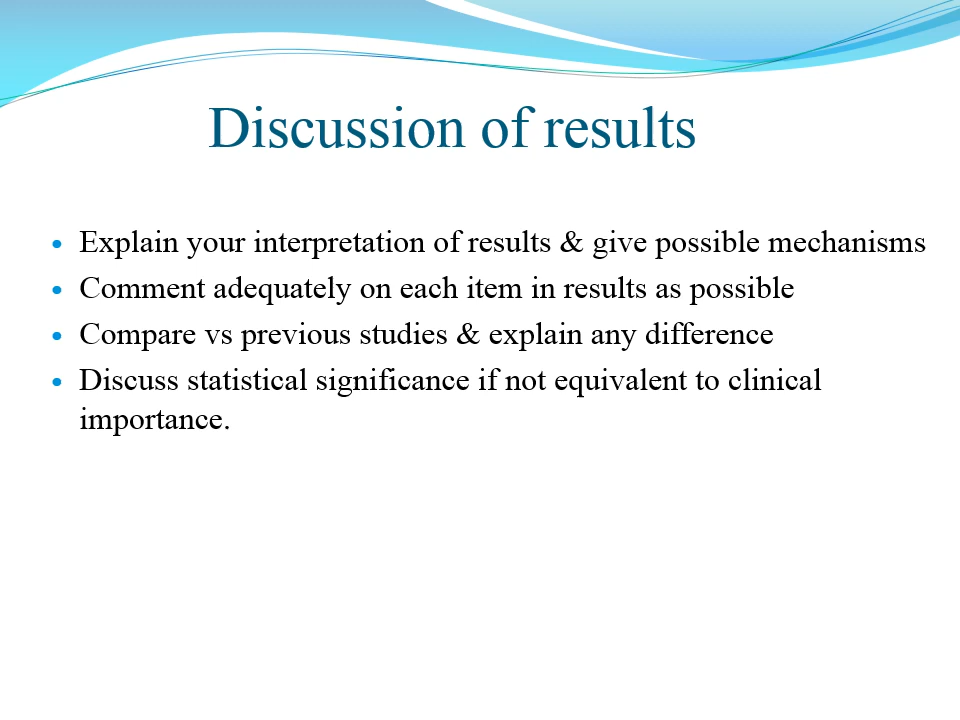 Discussion of results
• Explain your interpretation of results & give possible mechanisms
• Comment adequately on each item in results as possible
• Compare vs previous studies & explain any difference
• Discuss statistical significance if not equivalent to clinical
importance.